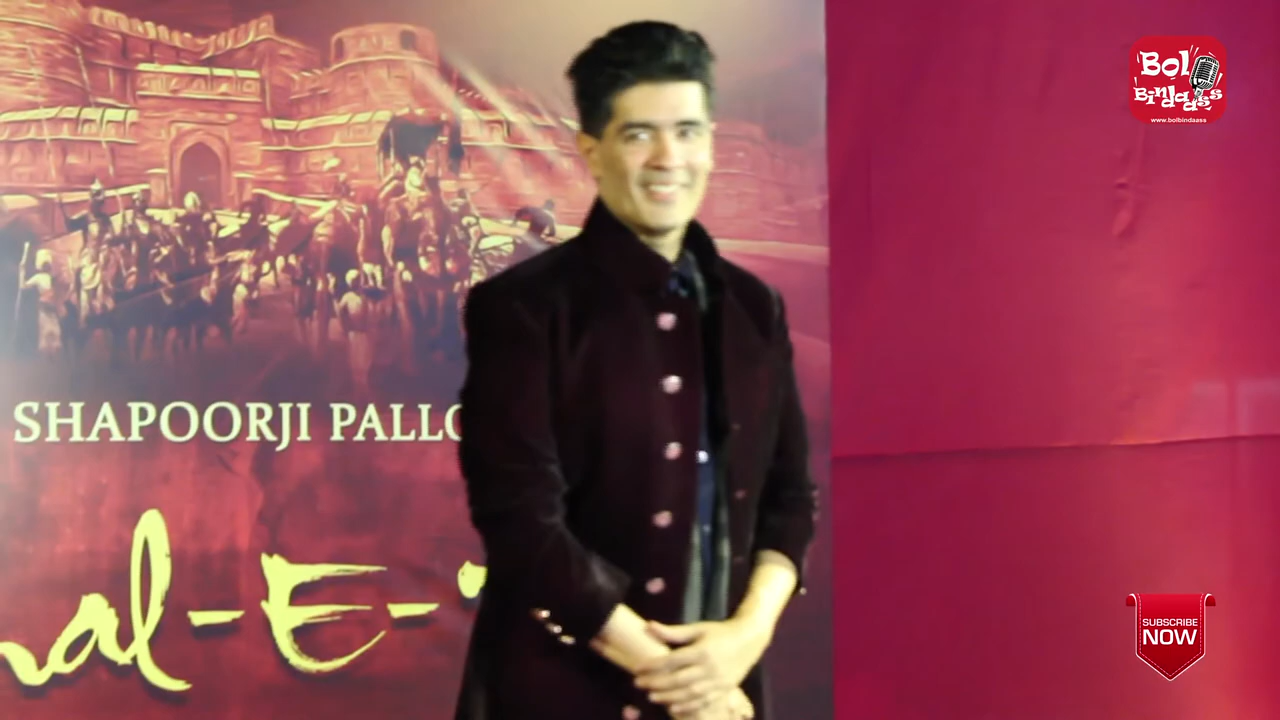 Bol
Bindaass
www.bolbindaass
SHAPOORJI PALLO
al-E-
SUBSCRIBE
NOW